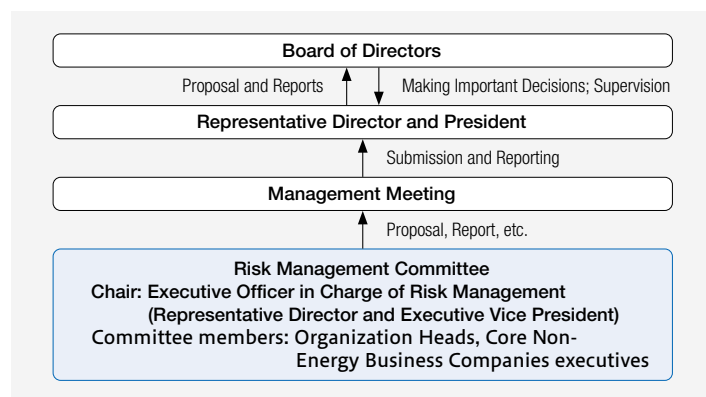 Board of Directors
Proposal and Reports
Making Important Decisions; Supervision
Representative Director and President
Submission and Reporting
Management Meeting
Proposal, Report, etc.
Risk Management Committee
Chair: Executive Officer in Charge of Risk Management
(Representative Director and Executive Vice President)
Committee members: Organization Heads, Core Non-
Energy Business Companies executives